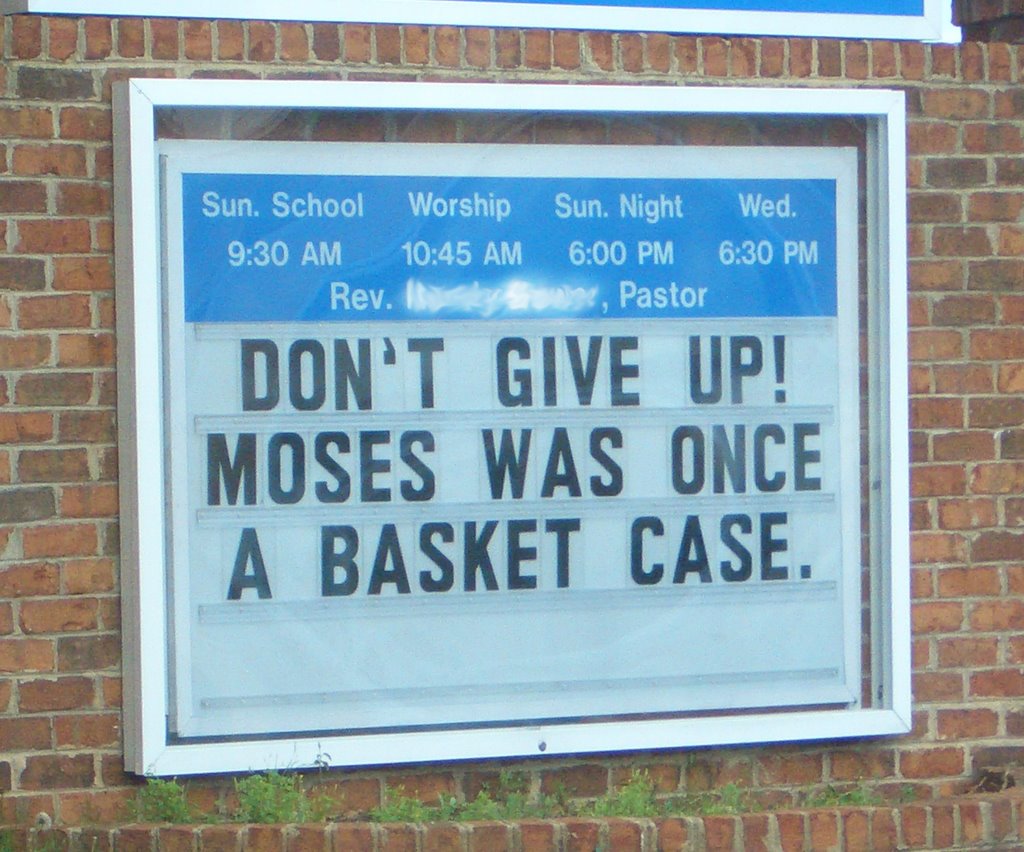 Sun. School Worship Sun. Night Wed.
9:30 AM 10:45 AM 6:00 PM 6:30 PM
Rev. , Pastor
DON'T GIVE UP!
MOSES WAS ONCE
A BASKET CASE.